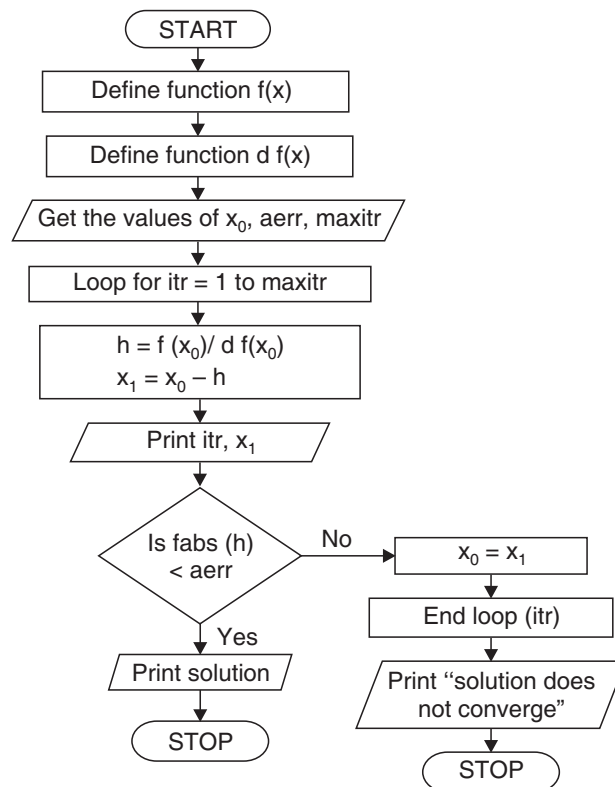 START
Define function f(x)
Define function d f(x)
Get the values of x₀, aerr, maxitr
Loop for itr = 1 to maxitr
h = f (x₀)/ d f(x₀)
x₁ = x₀ – h
Print itr, x₁
Is fabs (h)
< aerr
No
x₀ = x₁
End loop (itr)
Print ‘‘solution does
not converge”
STOP
Yes
Print solution
STOP